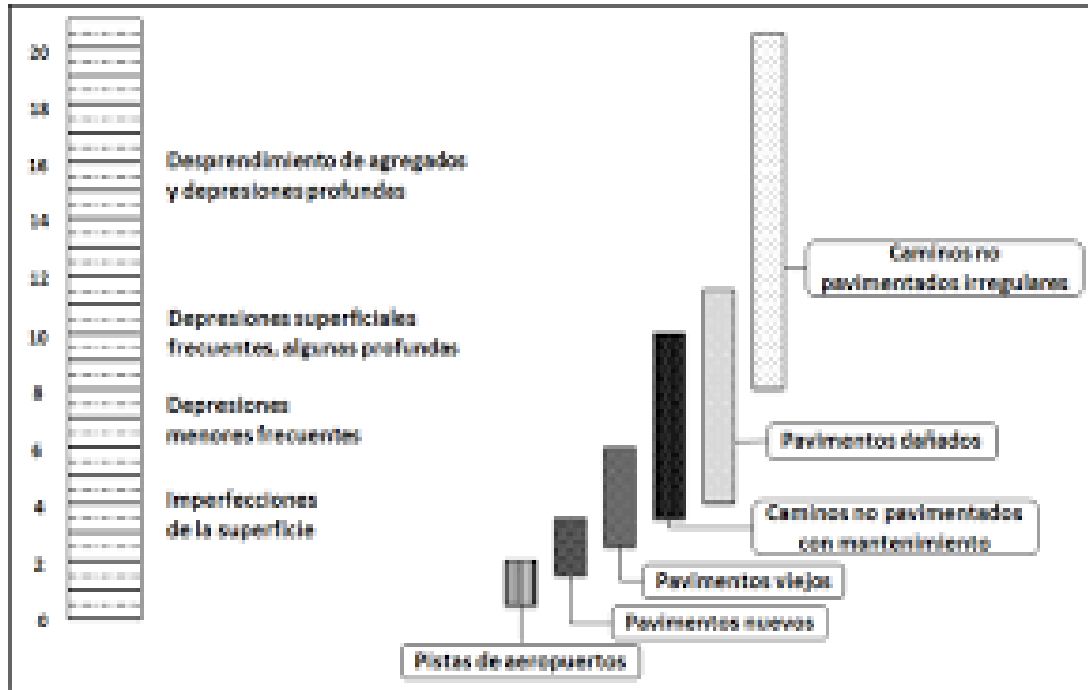 20
18
16
14
12
10
8
6
4
2
0
Desprendimiento de agregados
y depresiones profundas
Depresiones superficiales
frecuentes, algunas profundas
Depresiones
menores frecuentes
Imperfecciones
de la superficie
Caminos no
pavimentados irregulares
Pavimentos dañados
Caminos no pavimentados
con mantenimiento
Pavimentos viejos
Pavimentos nuevos
Pistas de aeropuertos